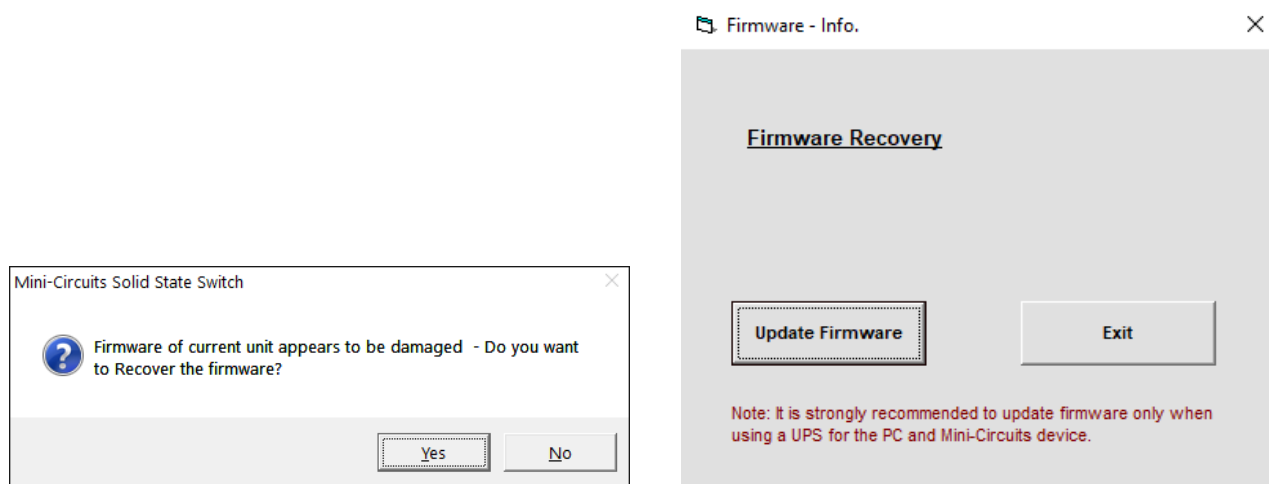 Mini-Circuits Solid State Switch
Firmware of current unit appears to be damaged  - Do you want
to Recover the firmware?
Yes
No
Firmware - Info.
Firmware Recovery
Update Firmware
Exit
Note: It is strongly recommended to update firmware only when
using a UPS for the PC and Mini-Circuits device.